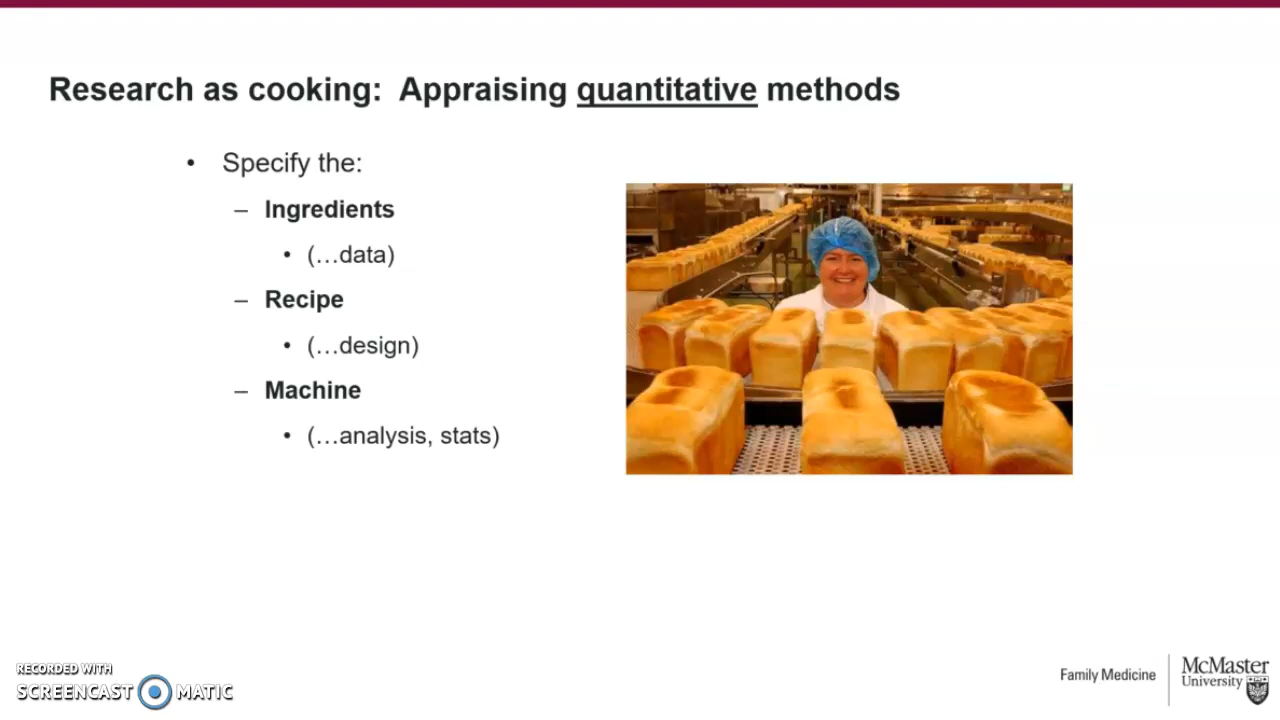 Research as cooking: Appraising quantitative methods
• Specify the:
– Ingredients
• (…data)
– Recipe
• (…design)
– Machine
• (…analysis, stats)
RECORDED WITH
SCREENCAST MATIC
Family Medicine
McMaster
University